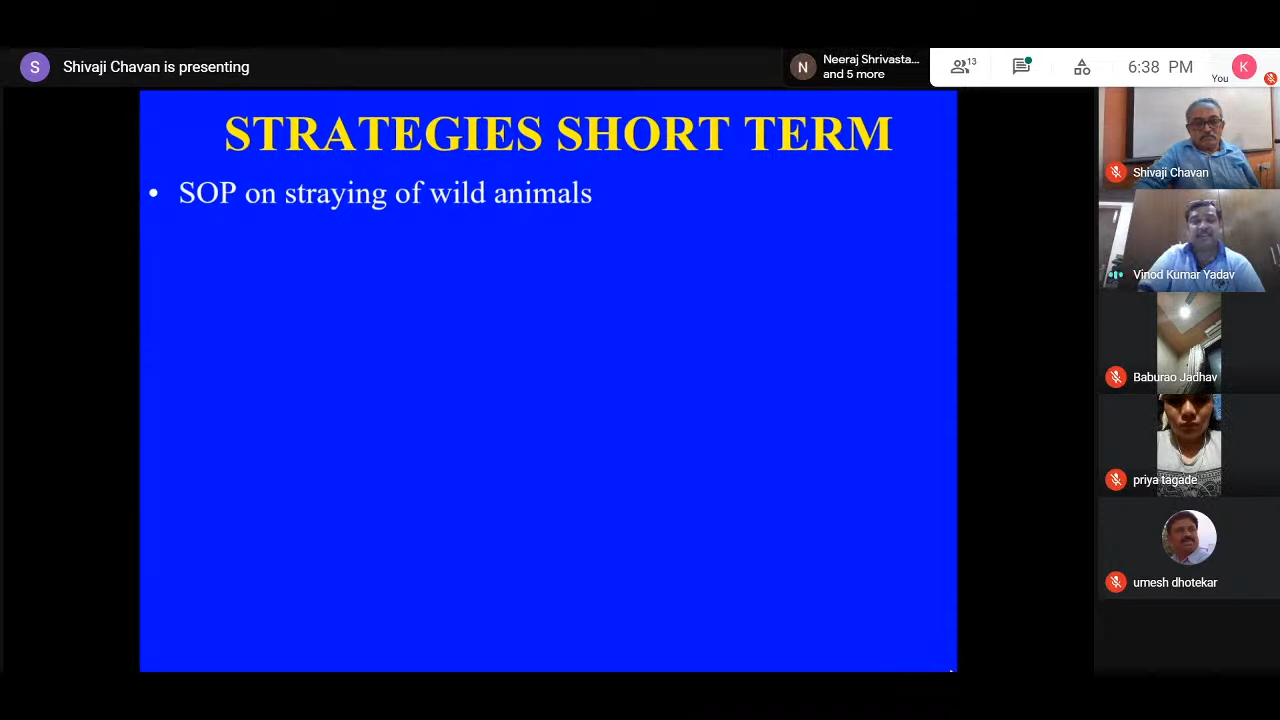 S
Shivaji Chavan is presenting
N
Neeraj Shrivasta...
and 5 more
13
6:38 PM
You
K
STRATEGIES SHORT TERM
• SOP on straying of wild animals
Shivaji Chavan
Vinod Kumar Yadav
Baburao Jadhav
priya tagade
umesh dhotekar